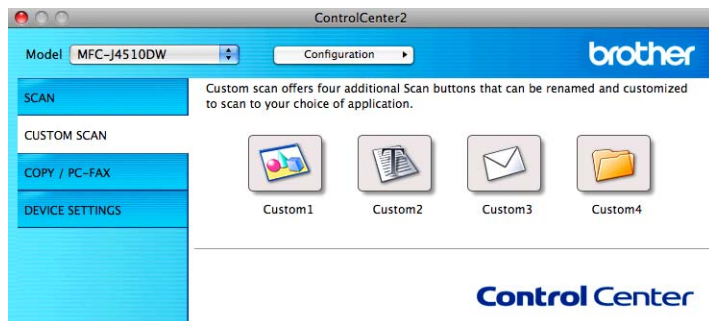 ControlCenter2
Model MFC-J4510DW Configuration
brother
SCAN
CUSTOM SCAN
COPY / PC-FAX
DEVICE SETTINGS
Custom scan offers four additional Scan buttons that can be renamed and customized
to scan to your choice of application.
Custom1 Custom2 Custom3 Custom4
Control Center